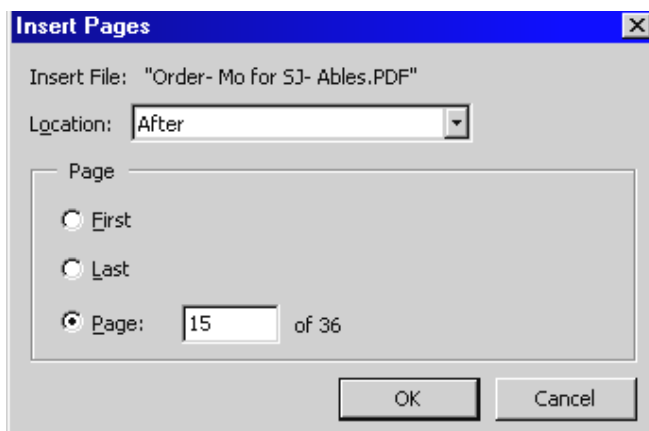 Insert Pages
Insert File: "Order- Mo for SJ- Ables.PDF"
Location: After
Page
First
Last
Page: 15 of 36
OK Cancel